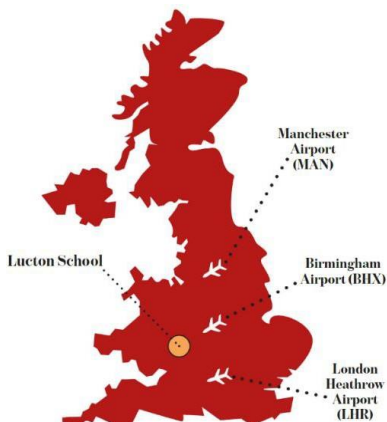 Manchester
Airport
(MAN)
Lucton School
Birmingham
Airport (BHX)
London
Heathrow
Airport
(LHR)